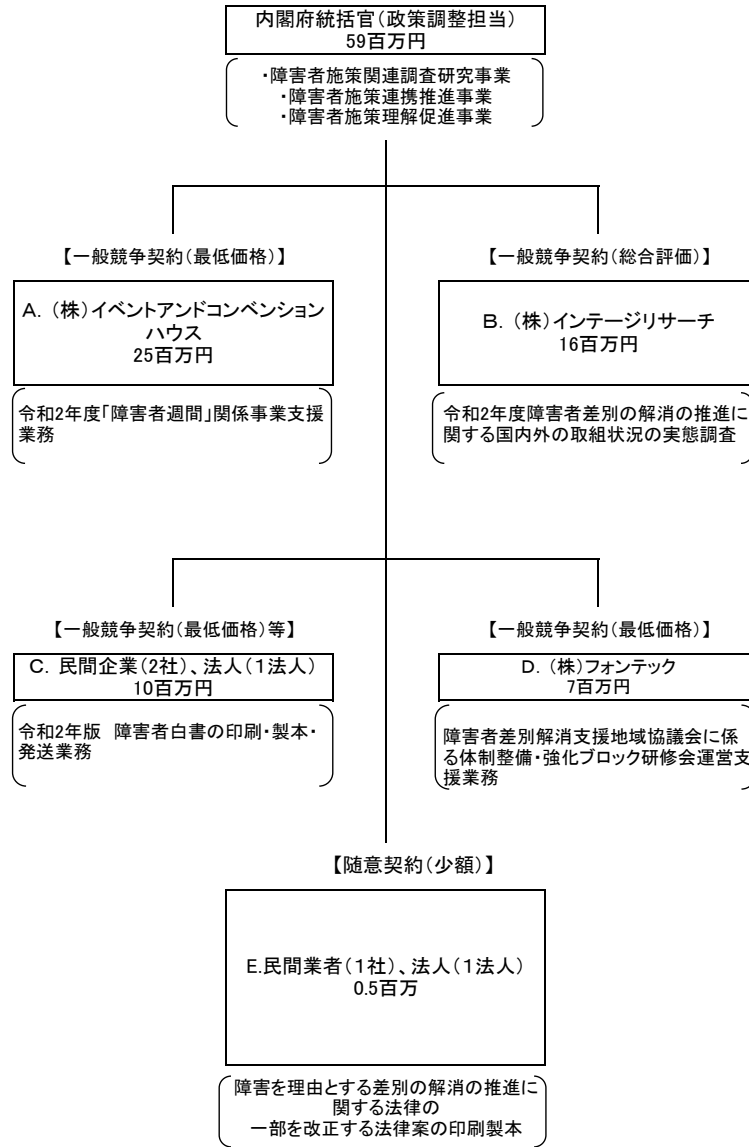 内閣府統括官(政策調整担当)
59百万円
・障害者施策関連調査研究事業
・障害者施策連携推進事業
・障害者施策理解促進事業
【一般競争契約(最低価格)】
A. (株)イベントアンドコンベンション
ハウス
25百万円
令和2年度「障害者週間」関係事業支援
業務
【一般競争契約(総合評価)】
B. (株)インテージリサーチ
16百万円
令和2年度障害者差別の解消の推進に
関する国内外の取組状況の実態調査
【一般競争契約(最低価格)等】
C. 民間企業(2社)、法人(1法人)
10百万円
令和2年版 障害者白書の印刷・製本・
発送業務
【一般競争契約(最低価格)】
D. (株)フォンテック
7百万円
障害者差別解消支援地域協議会に係
る体制整備・強化ブロック研修会運営支
援業務
【随意契約(少額)】
E.民間業者(1社)、法人(1法人)
0.5百万
障害を理由とする差別の解消の推進に
関する法律の
一部を改正する法律案の印刷製本